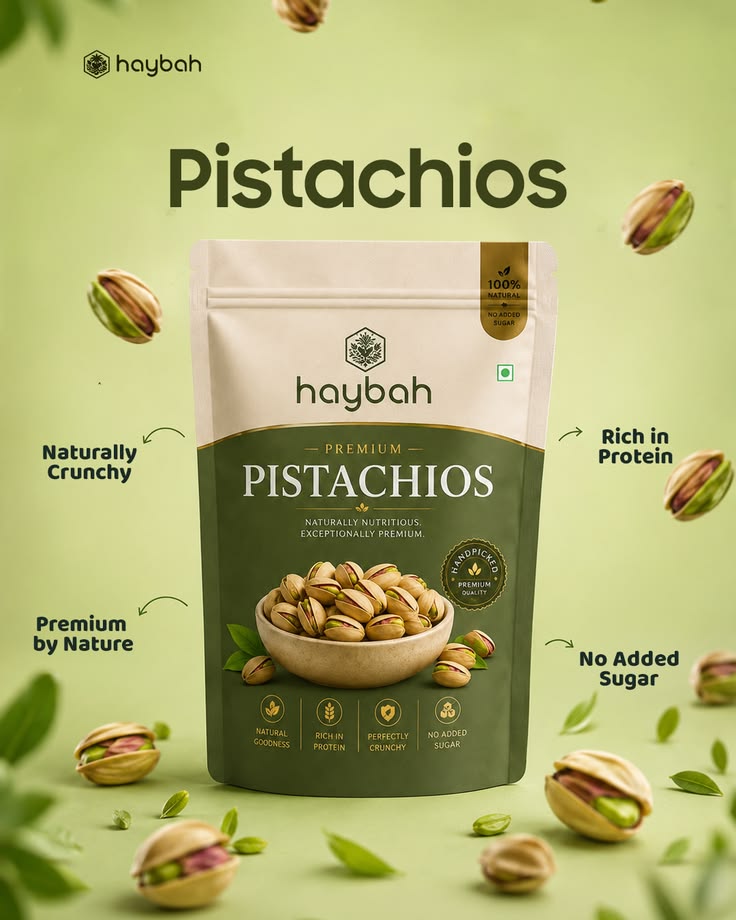 haybah
Pistachios
100%
NATURAL
NO ADDED
SUGAR
haybah
PREMIUM
PISTACHIOS
NATURALLY NUTRITIOUS.
EXCEPTIONALLY PREMIUM.
HANDPICKED
PREMIUM
QUALITY
NATURAL
GOODNESS
RICH IN
PROTEIN
PERFECTLY
CRUNCHY
NO ADDED
SUGAR
Naturally
Crunchy
Rich in
Protein
Premium
by Nature
No Added
Sugar